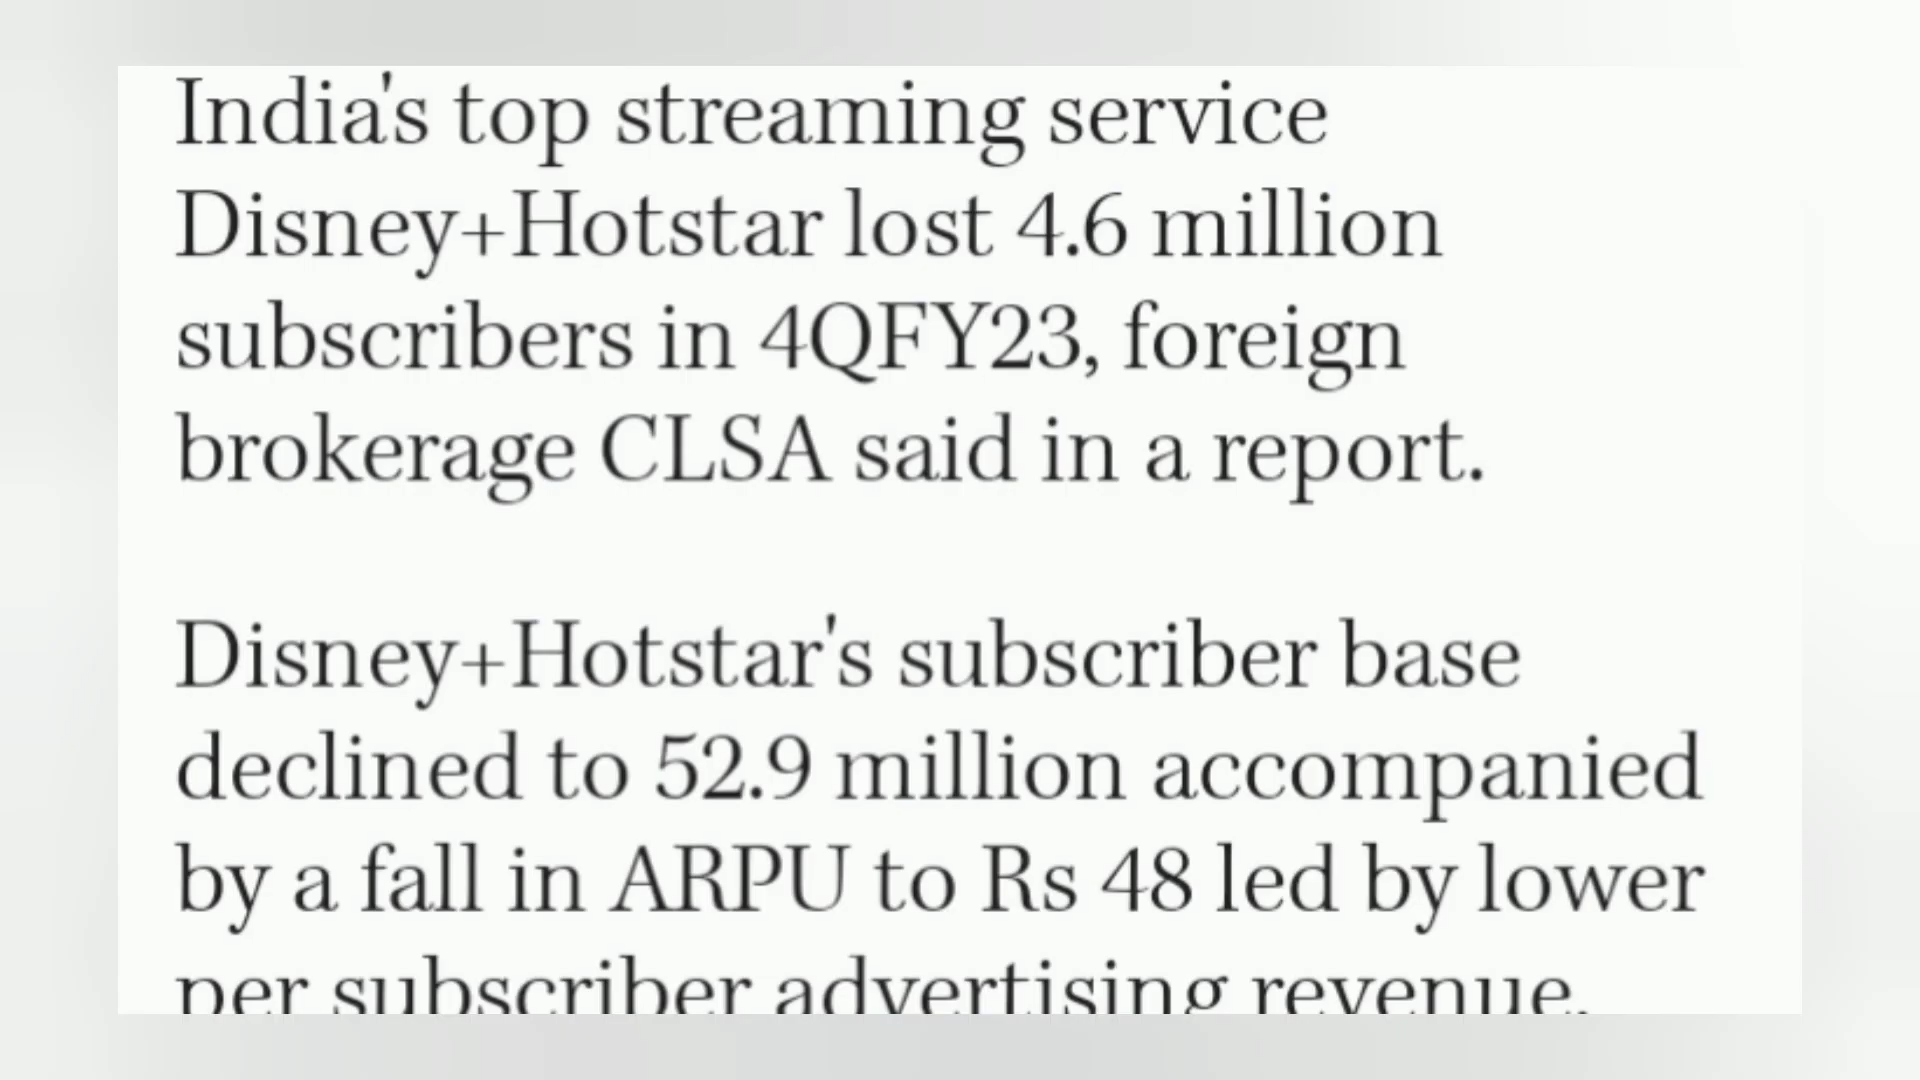 India's top streaming service
Disney+Hotstar lost 4.6 million
subscribers in 4QFY23, foreign
brokerage CLSA said in a report.
Disney+Hotstar's subscriber base
declined to 52.9 million accompanied
by a fall in ARPU to Rs 48 led by lower
per subscriber advertising revenue.